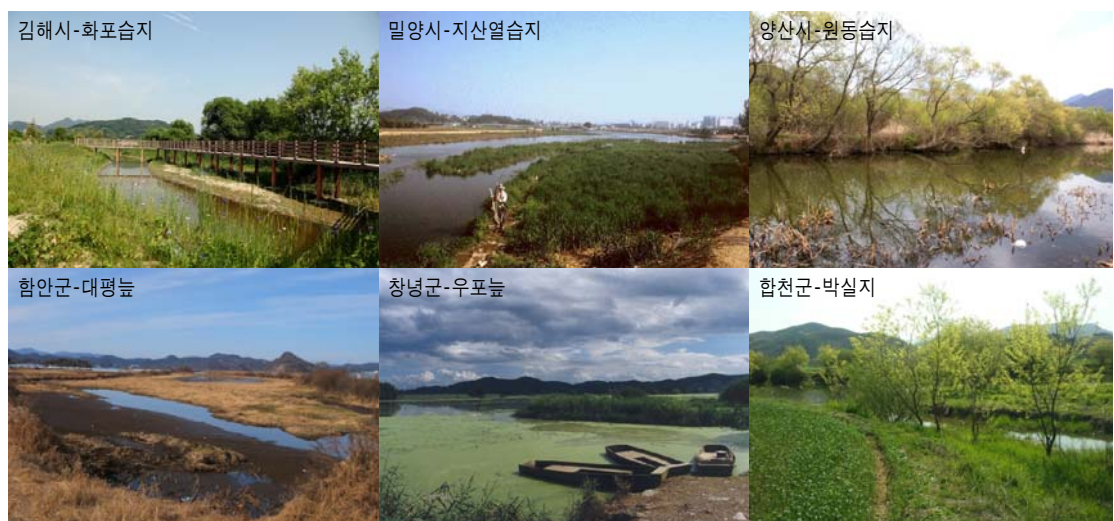 김해시-화포습지
밀양시-지산열습지
양산시-원동습지
함안군-대평늪
창녕군-우포늪
합천군-박실지